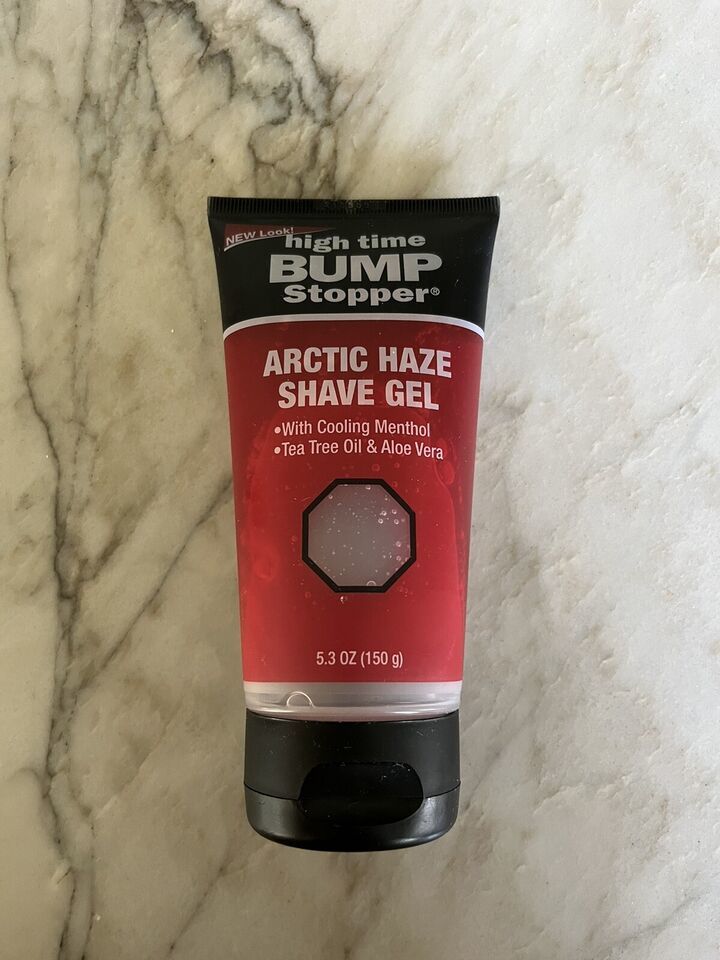 NEW Look!
high time
BUMP
Stopper®
ARCTIC HAZE
SHAVE GEL
•With Cooling Menthol
•Tea Tree Oil & Aloe Vera
5.3 OZ (150 g)